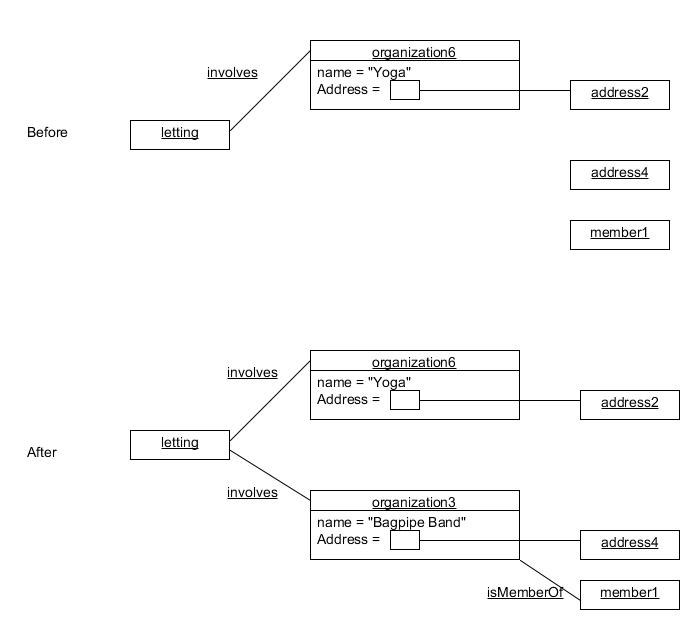 organization6
involves
name = "Yoga"
Address =
address2
Before
letting
address4
member1
organization6
involves
name = "Yoga"
Address =
address2
letting
After
involves
organization3
name = "Bagpipe Band"
Address =
address4
isMemberOf
member1